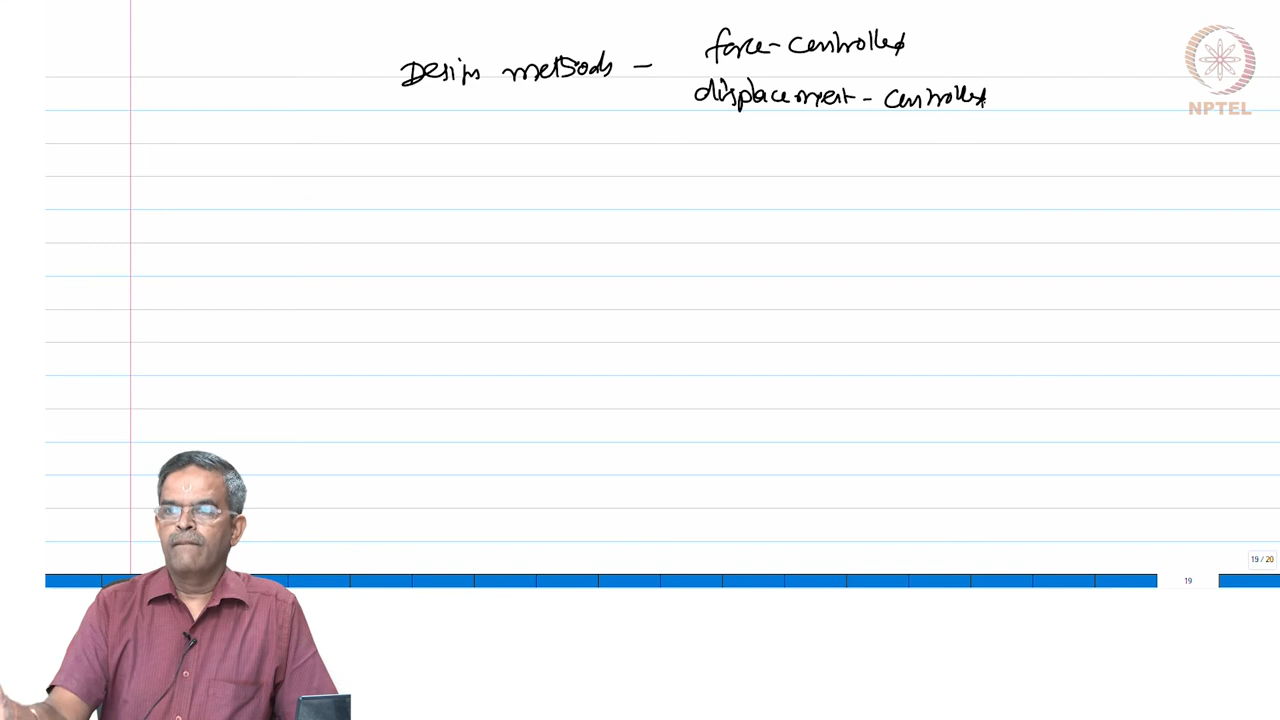 Design methods - force-controlled
displacement-controlled
NPTEL
19 / 20
19